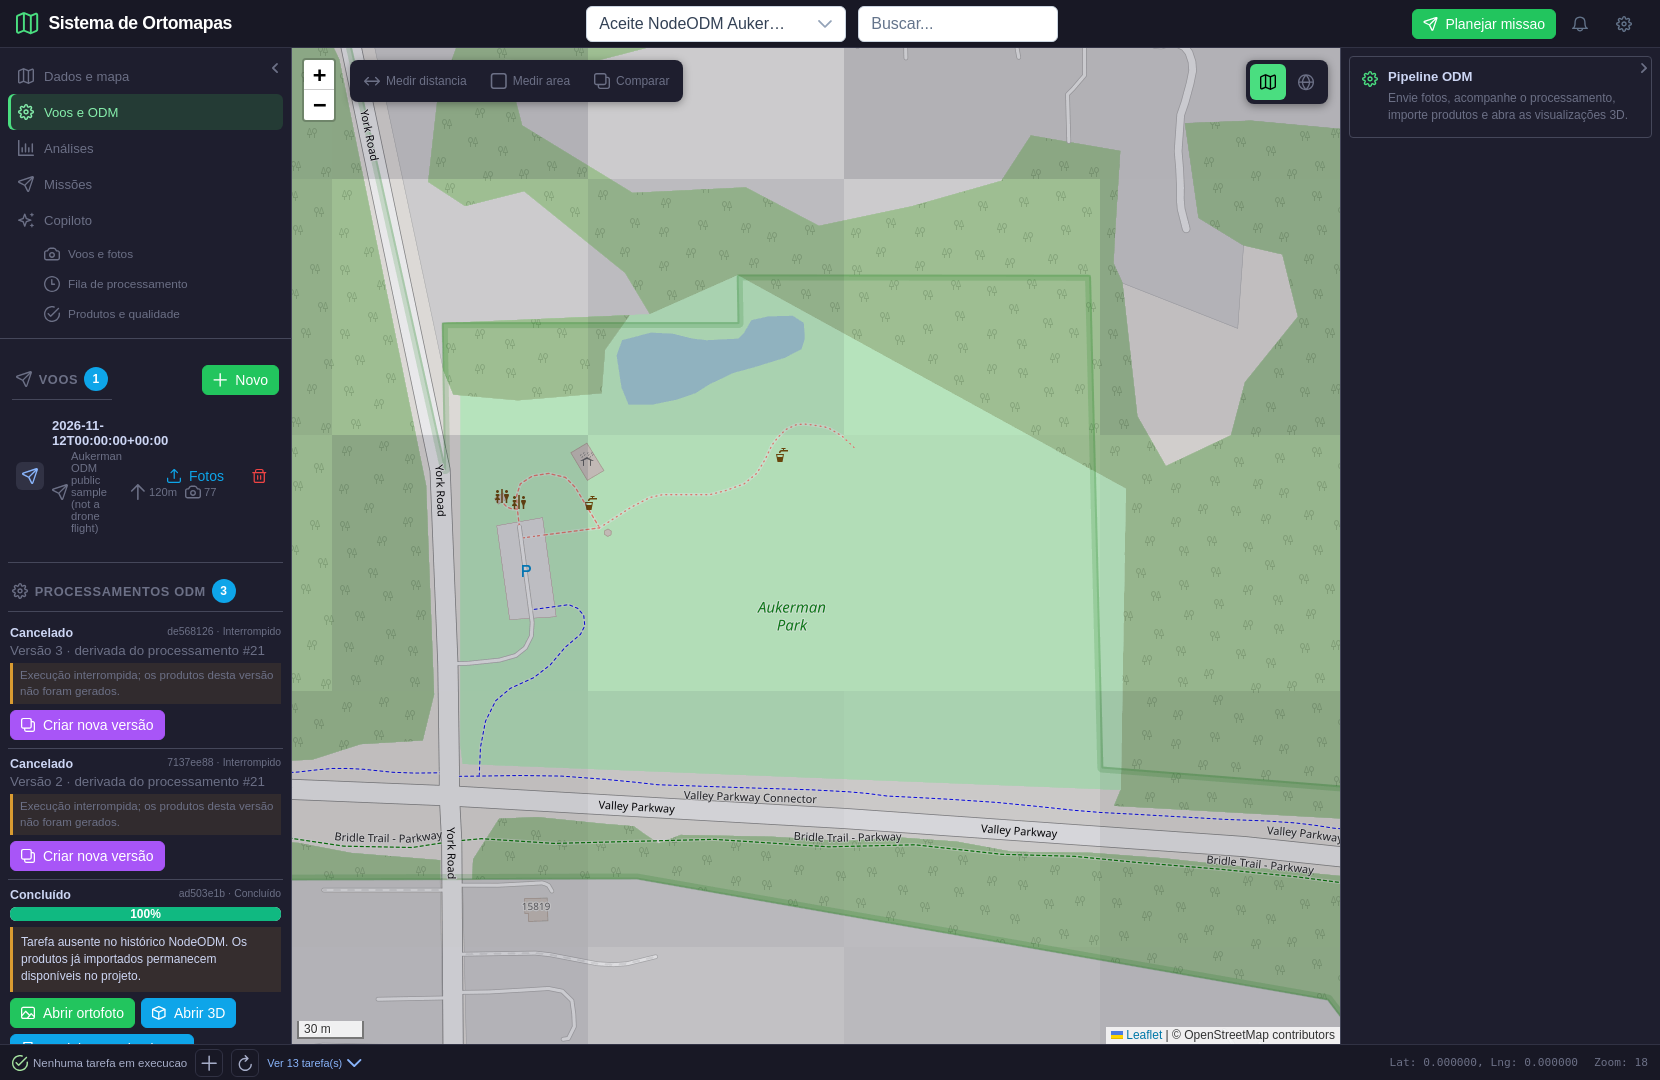 Sistema de Ortomapas
Aceite NodeODM Auker…
Buscar...
Planejar missao
Dados e mapa
Voos e ODM
Análises
Missões
Copiloto
Voos e fotos
Fila de processamento
Produtos e qualidade
VOOS 1
Novo
2026-11-
12T00:00:00+00:00
Aukerman
ODM
public
sample
(not a
drone
flight)
120m
77
Fotos
PROCESSAMENTOS ODM 3
Cancelado
de568126 · Interrompido
Versão 3 · derivada do processamento #21
Execução interrompida; os produtos desta versão
não foram gerados.
Criar nova versão
Cancelado
7137ee88 · Interrompido
Versão 2 · derivada do processamento #21
Execução interrompida; os produtos desta versão
não foram gerados.
Criar nova versão
Concluído
ad503e1b · Concluído
100%
Tarefa ausente no histórico NodeODM. Os
produtos já importados permanecem
disponíveis no projeto.
Abrir ortofoto
Abrir 3D
+
−
Medir distancia
Medir area
Comparar
York Road
York Road
York Road
P
Aukerman
Park
Valley Parkway Connector
Valley Parkway
Valley Parkway
Valley Parkway
Bridle Trail - Parkway
Bridle Trail - Parkway
Bridle Trail - Parkway
15819
30 m
Leaflet | © OpenStreetMap contributors
Pipeline ODM
Envie fotos, acompanhe o processamento,
importe produtos e abra as visualizações 3D.
Nenhuma tarefa em execucao
Ver 13 tarefa(s)
Lat: 0.000000, Lng: 0.000000
Zoom: 18